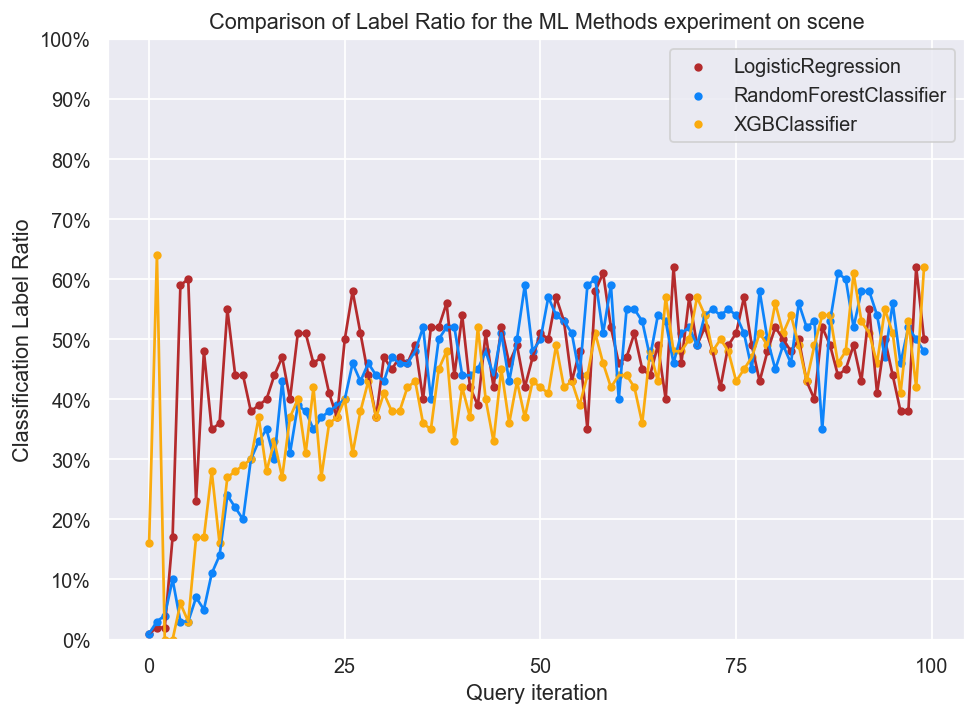 Comparison of Label Ratio for the ML Methods experiment on scene
100%
90%
80%
70%
60%
50%
40%
30%
20%
10%
0%
Classification Label Ratio
LogisticRegression
RandomForestClassifier
XGBClassifier
0
25
50
75
100
Query iteration